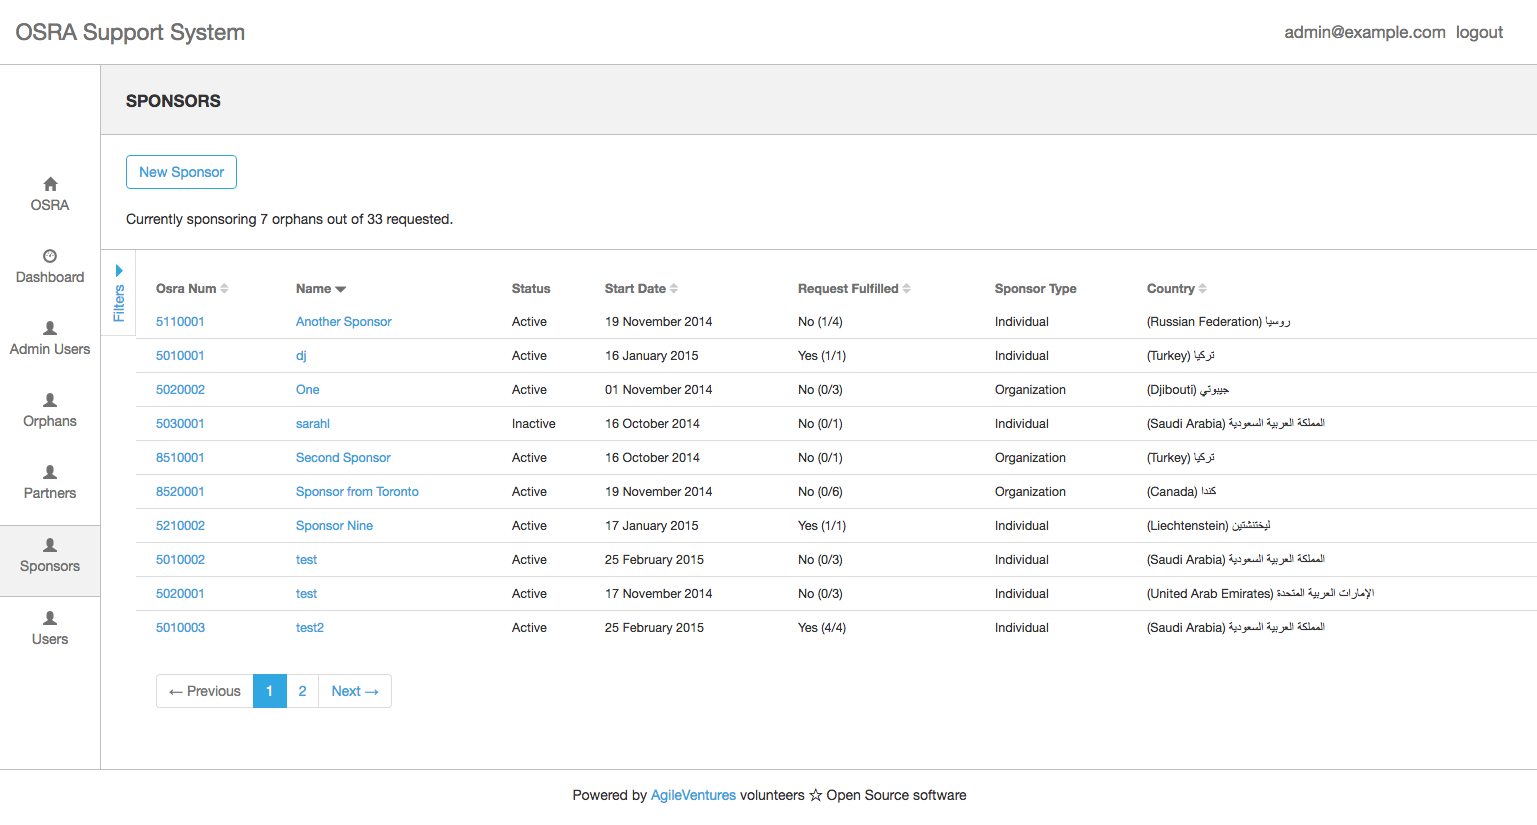 OSRA Support System
admin@example.com logout
SPONSORS
New Sponsor
Currently sponsoring 7 orphans out of 33 requested.
OSRA
Dashboard
Admin Users
Orphans
Partners
Sponsors
Users
Filters
Osra Num Name Status Start Date Request Fulfilled Sponsor Type Country
5110001 Another Sponsor Active 19 November 2014 No (1/4) Individual (Russian Federation) روسيا
5010001 dj Active 16 January 2015 Yes (1/1) Individual (Turkey) تركيا
5020002 One Active 01 November 2014 No (0/3) Organization (Djibouti) جيبوتي
5030001 sarahl Inactive 16 October 2014 No (0/1) Individual (Saudi Arabia) المملكة العربية السعودية
8510001 Second Sponsor Active 16 October 2014 No (0/1) Organization (Turkey) تركيا
8520001 Sponsor from Toronto Active 19 November 2014 No (0/6) Organization (Canada) كندا
5210002 Sponsor Nine Active 17 January 2015 Yes (1/1) Individual (Liechtenstein) ليختنشتين
5010002 test Active 25 February 2015 No (0/3) Individual (Saudi Arabia) المملكة العربية السعودية
5020001 test Active 17 November 2014 No (0/3) Individual (United Arab Emirates) الإمارات العربية المتحدة
5010003 test2 Active 25 February 2015 Yes (4/4) Individual (Saudi Arabia) المملكة العربية السعودية
← Previous 1 2 Next →
Powered by AgileVentures volunteers ☆ Open Source software